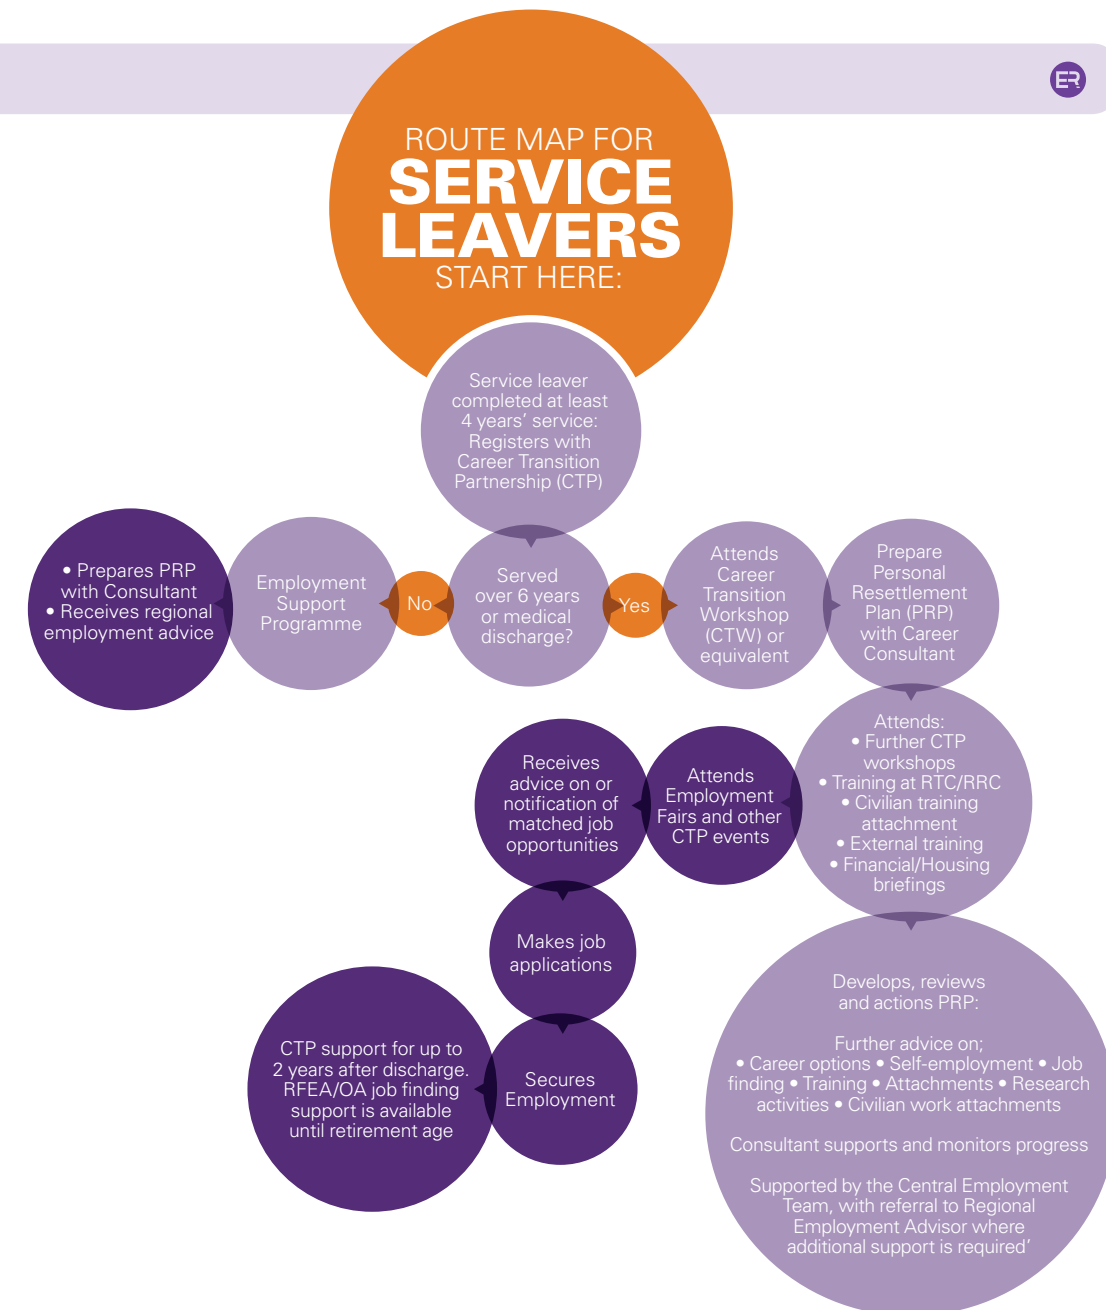 ER
ROUTE MAP FOR
SERVICE
LEAVERS
START HERE:
Service leaver
completed at least
4 years’ service:
Registers with
Career Transition
Partnership (CTP)
Served
over 6 years
or medical
discharge?
No
Employment
Support
Programme
• Prepares PRP
with Consultant
• Receives regional
employment advice
Yes
Attends
Career
Transition
Workshop
(CTW) or
equivalent
Prepare
Personal
Resettlement
Plan (PRP)
with Career
Consultant
Attends:
• Further CTP
workshops
• Training at RTC/RRC
• Civilian training
attachment
• External training
• Financial/Housing
briefings
Attends
Employment
Fairs and other
CTP events
Receives
advice on or
notification of
matched job
opportunities
Makes job
applications
Secures
Employment
CTP support for up to
2 years after discharge.
RFEA/OA job finding
support is available
until retirement age
Develops, reviews
and actions PRP:
Further advice on;
• Career options • Self-employment • Job
finding • Training • Attachments • Research
activities • Civilian work attachments
Consultant supports and monitors progress
Supported by the Central Employment
Team, with referral to Regional
Employment Advisor where
additional support is required’